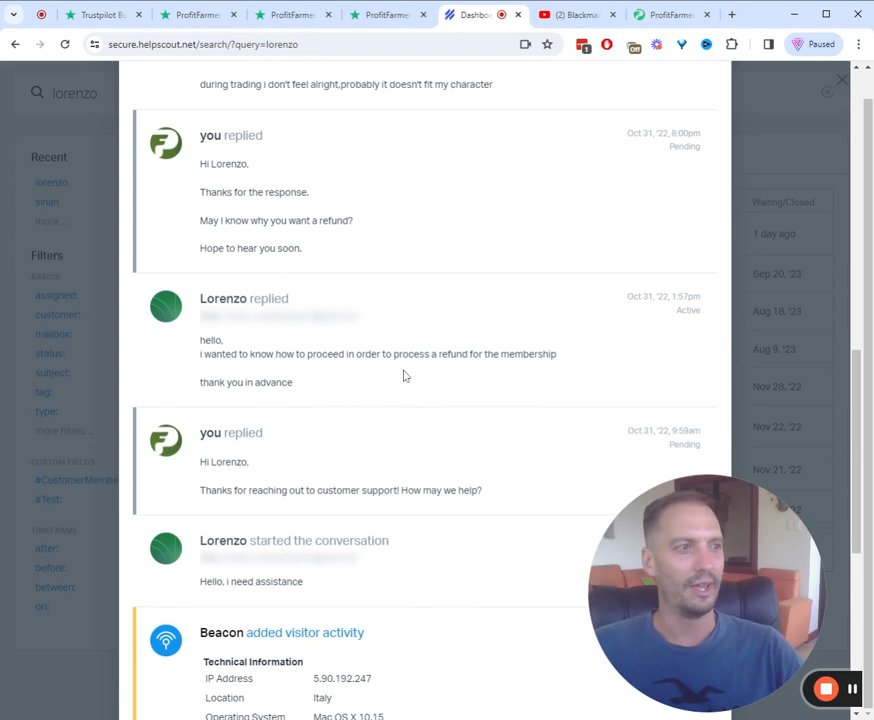 Trustpilot Bu
ProfitFarmer
ProfitFarmer
ProfitFarmer
Dashbo
(2) Blackmai
ProfitFarmer
secure.helpscout.net/search/?query=lorenzo
1
Off
Paused
lorenzo
Recent
lorenzo
sinan
more ...
Filters
BASICS
assigned:
customer:
mailbox:
status:
subject:
tag:
type:
more filters ...
CUSTOM FIELDS
#CustomerMembe
#Test:
TIMEFRAME
after:
before:
between:
on:
during trading i don't feel alright,probably it doesn't fit my character
you replied
Oct 31, '22, 8:00pm
Pending
Hi Lorenzo,
Thanks for the response.
May I know why you want a refund?
Hope to hear you soon.
Lorenzo replied
Oct 31, '22, 1:57pm
Active
hello,
i wanted to know how to proceed in order to process a refund for the membership
thank you in advance
you replied
Oct 31, '22, 9:59am
Pending
Hi Lorenzo,
Thanks for reaching out to customer support! How may we help?
Lorenzo started the conversation
Hello, i need assistance
Beacon added visitor activity
Technical Information
IP Address 5.90.192.247
Location Italy
Operating System Mac OS X 10.15
Waiting/Closed
1 day ago
Sep 20, '23
Aug 18, '23
Aug 9, '23
Nov 28, '22
Nov 22, '22
Nov 21, '22